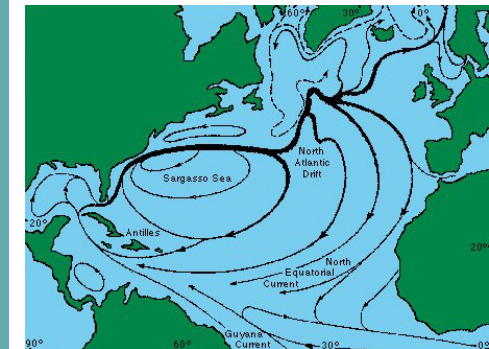 60°
30°
0°
North
Atlantic
Drift
Sargasso Sea
20°
Antilles
20°
North
Equatorial
Current
Guyana
Current
90°
60°
30°
0°